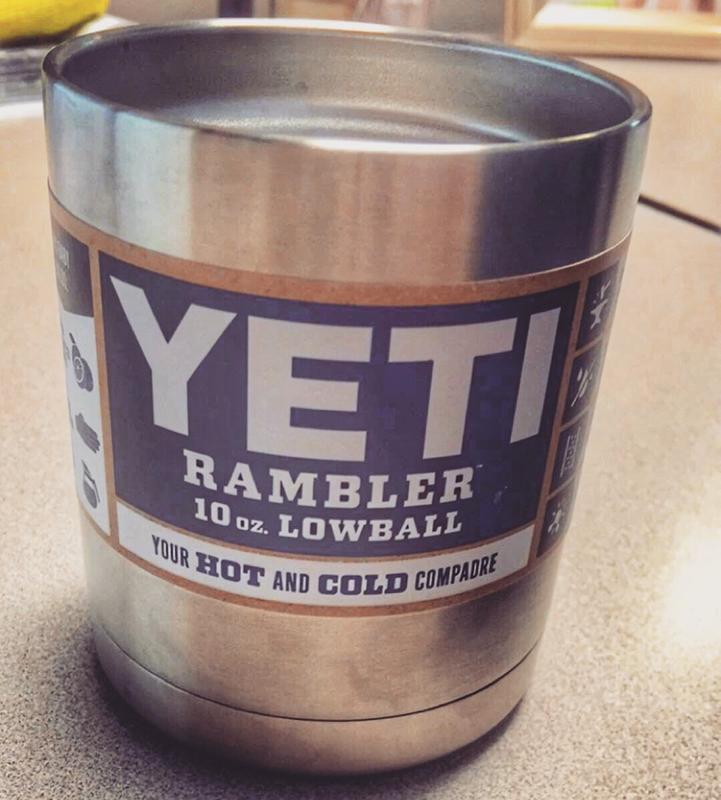 YETI
RAMBLER
10 oz. LOWBALL
YOUR HOT AND COLD COMPADRE